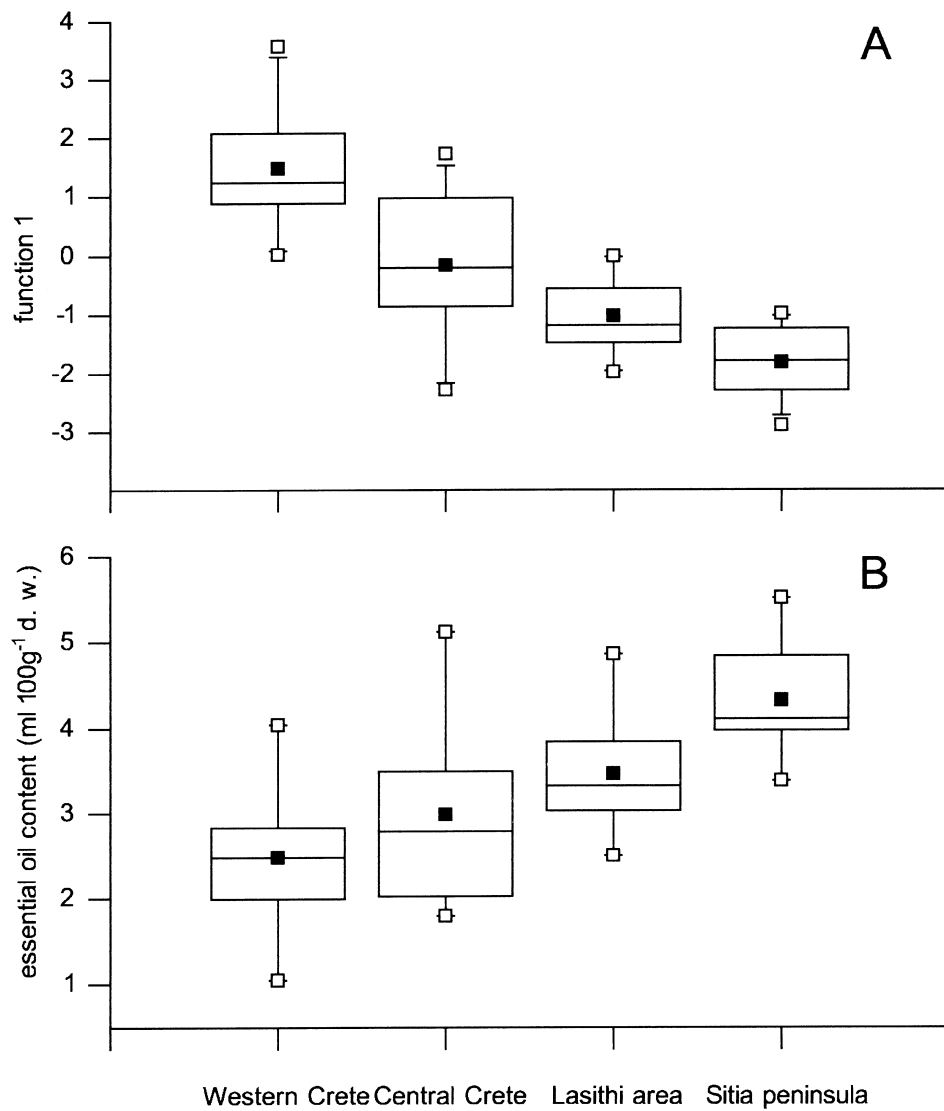 A
4
3
2
1
0
-1
-2
-3
function 1
B
6
5
4
3
2
1
essential oil content (ml 100g⁻¹ d. w.)
Western Crete Central Crete Lasithi area Sitia peninsula